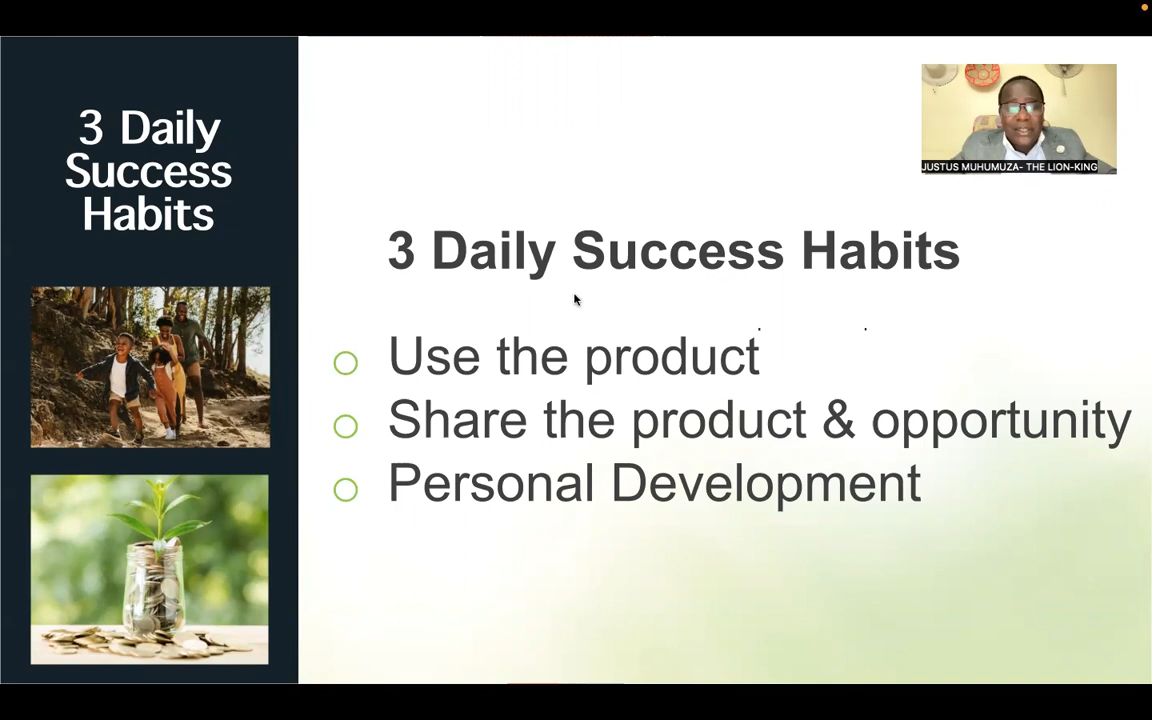 3 Daily
Success
Habits
JUSTUS MUHUMUZA- THE LION-KING
3 Daily Success Habits
Use the product
Share the product & opportunity
Personal Development